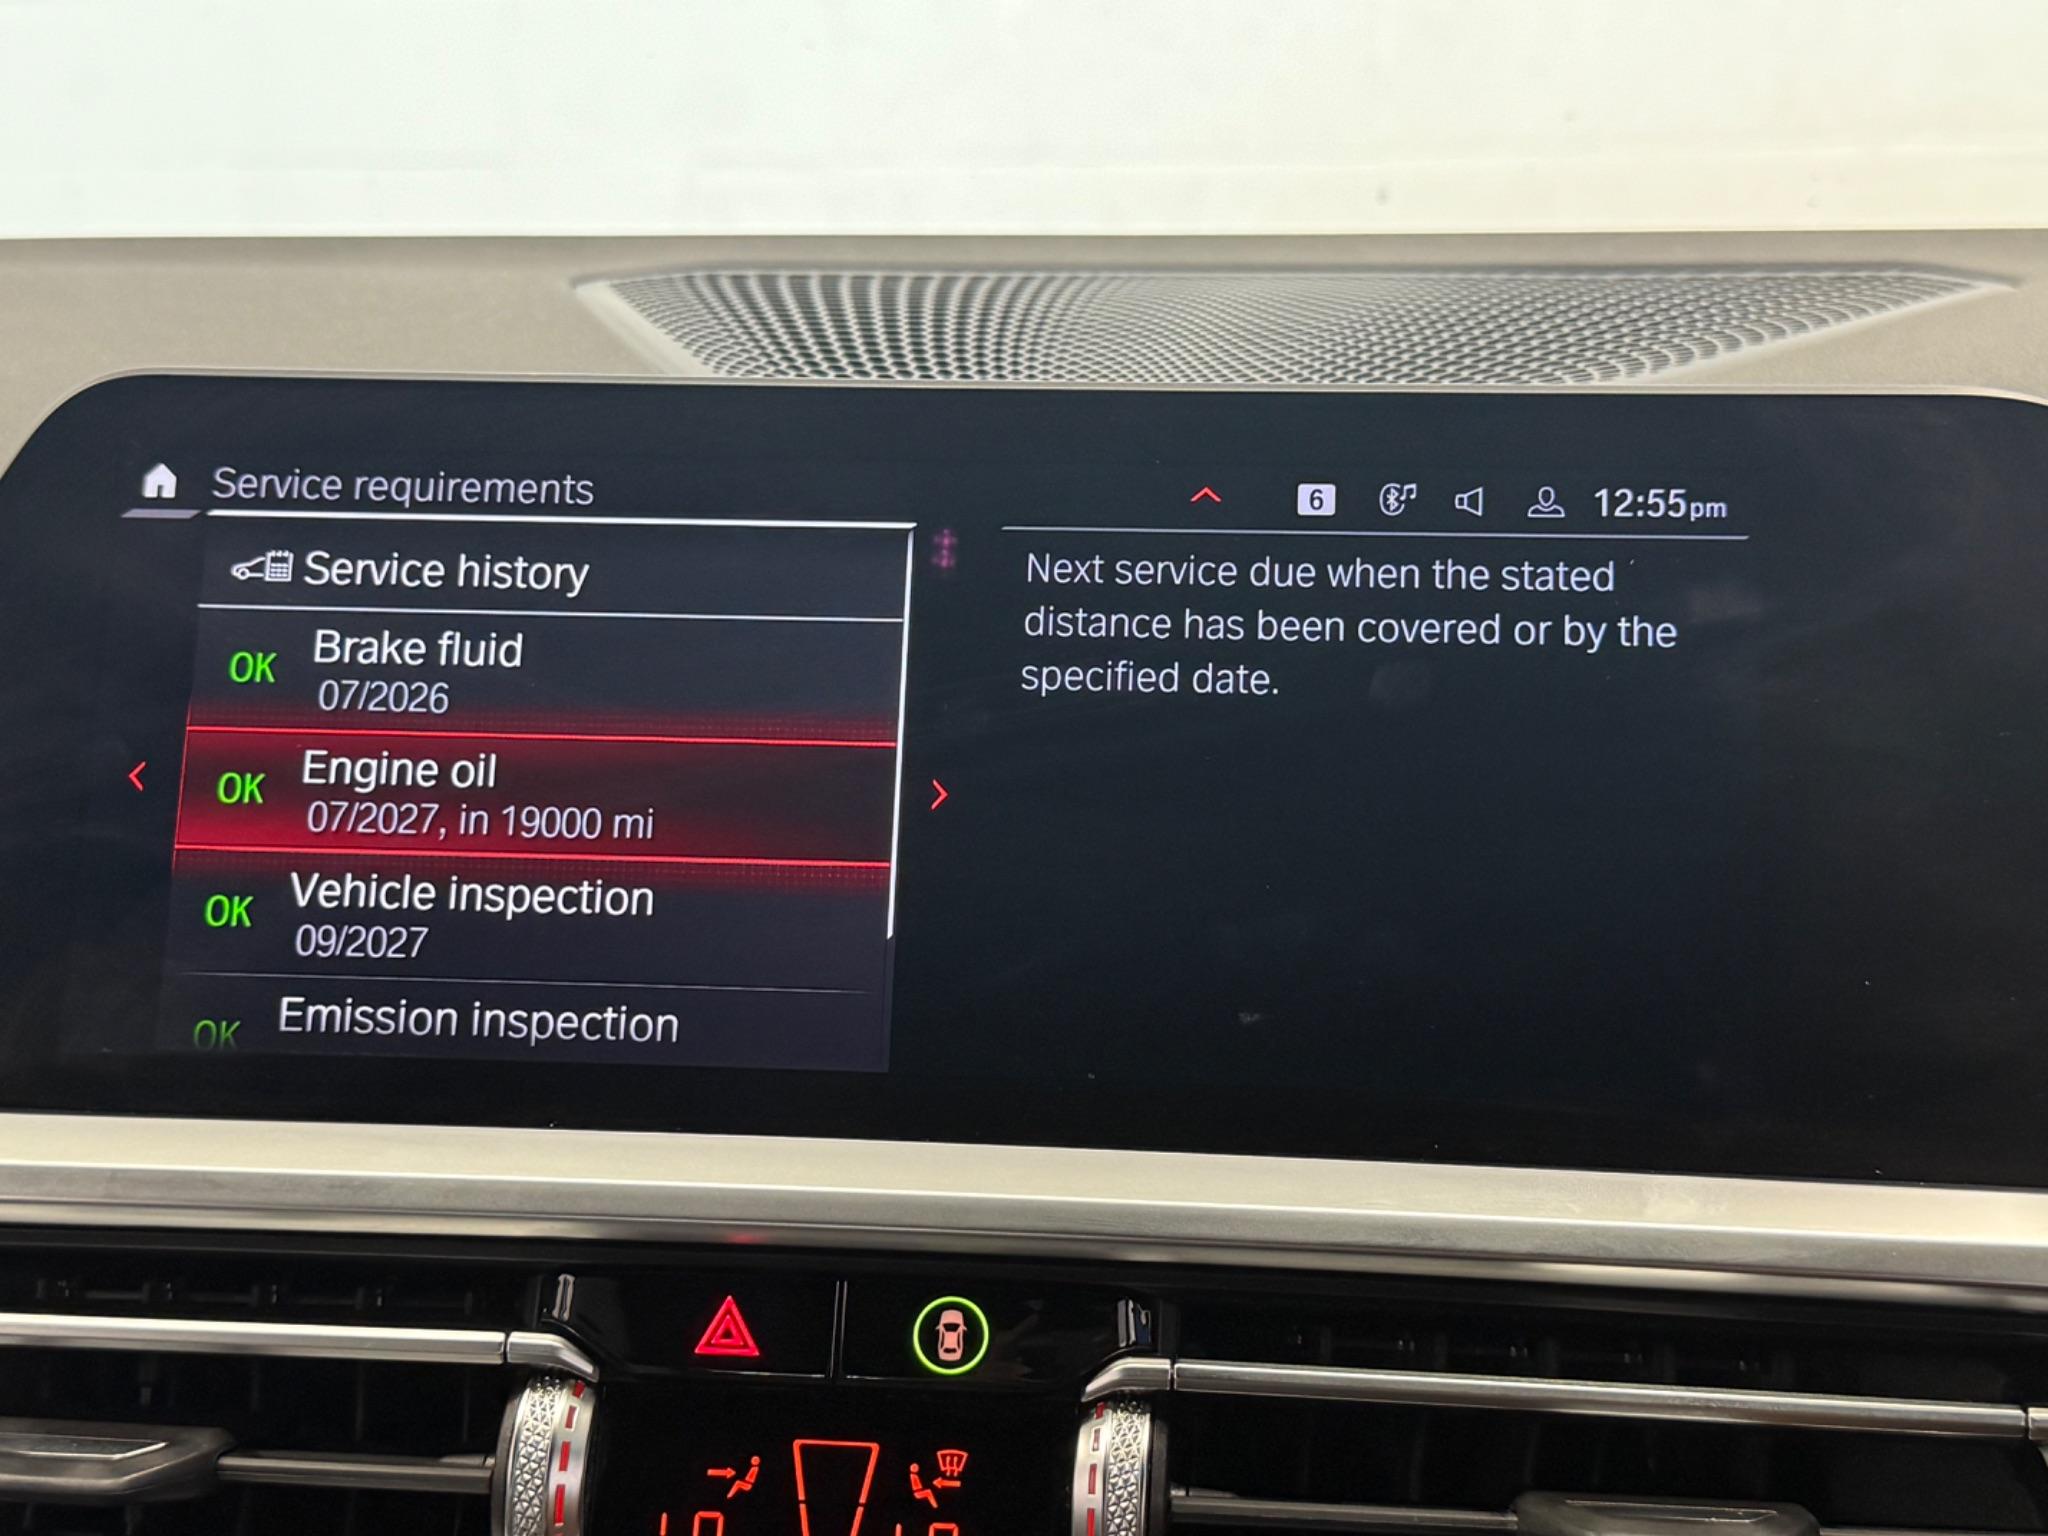 Service requirements
6
12:55pm
Service history
OK
Brake fluid
07/2026
OK
Engine oil
07/2027, in 19000 mi
OK
Vehicle inspection
09/2027
OK
Emission inspection
Next service due when the stated
distance has been covered or by the
specified date.